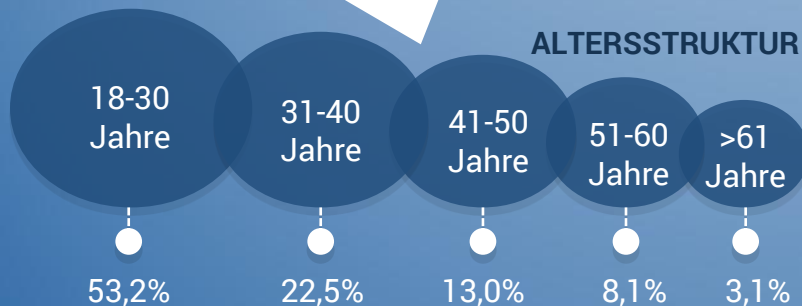 ALTERSSTRUKTUR
18-30
Jahre
31-40
Jahre
41-50
Jahre
51-60
Jahre
>61
Jahre
53,2%
22,5%
13,0%
8,1%
3,1%